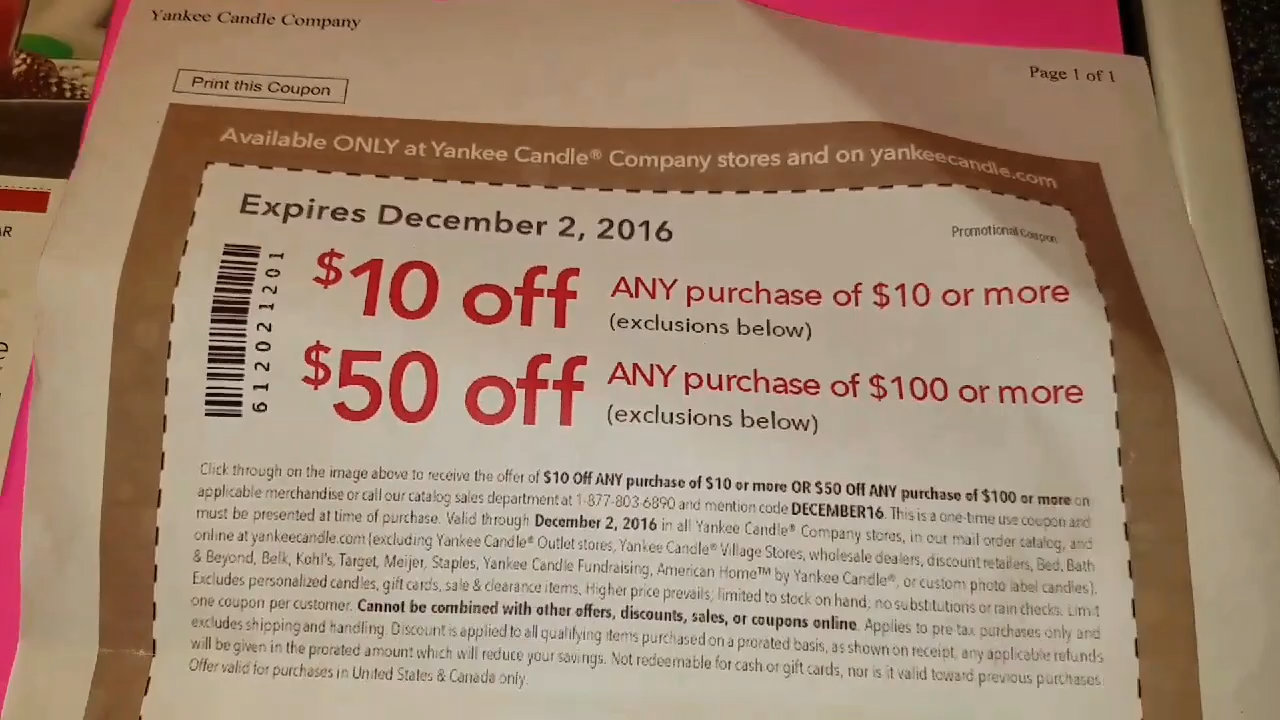 Yankee Candle Company
Page 1 of 1
Print this Coupon
Available ONLY at Yankee Candle® Company stores and on yankeecandle.com
Expires December 2, 2016
Promotional Coupon
612021201
$10 off ANY purchase of $10 or more
(exclusions below)
$50 off ANY purchase of $100 or more
(exclusions below)
Click through on the image above to receive the offer of $10 Off ANY purchase of $10 or more OR $50 Off ANY purchase of $100 or more on
applicable merchandise or call our catalog sales department at 1-877-803-6890 and mention code DECEMBER16. This is a one-time use coupon and
must be presented at time of purchase. Valid through December 2, 2016 in all Yankee Candle® Company stores, in our mail order catalog, and
online at yankeecandle.com (excluding Yankee Candle® Outlet stores, Yankee Candle® Village Stores, wholesale dealers, discount retailers, Bed, Bath
& Beyond, Belk, Kohl's, Target, Meijer, Staples, Yankee Candle Fundraising, American Home™ by Yankee Candle®, or custom photo label candles).
Excludes personalized candles, gift cards, sale & clearance items, Higher price prevails; limited to stock on hand; no substitutions or rain checks. Limit
one coupon per customer. Cannot be combined with other offers, discounts, sales, or coupons online. Applies to pre-tax purchases only and
excludes shipping and handling. Discount is applied to all qualifying items purchased on a prorated basis, as shown on receipt, any applicable refunds
will be given in the prorated amount which will reduce your savings. Not redeemable for cash or gift cards, nor is it valid toward previous purchases.
Offer valid for purchases in United States & Canada only.